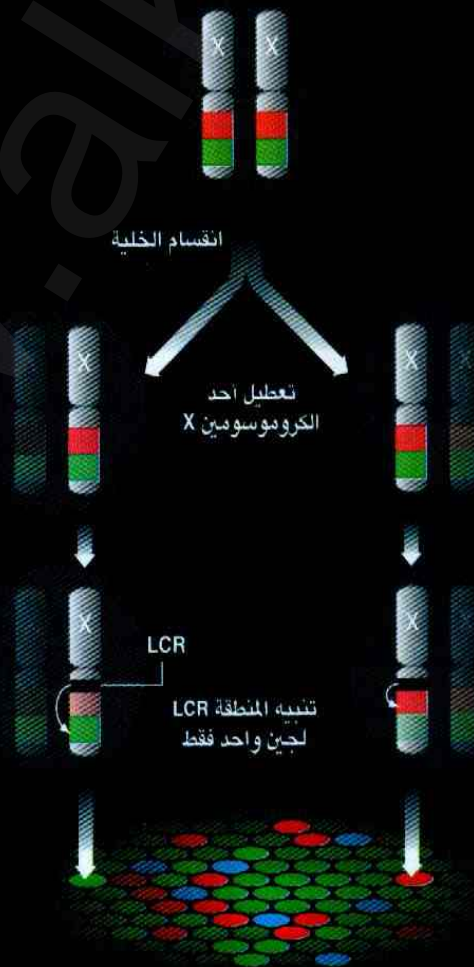 X X
انقسام الخلية
X X
تعطيل أحد
الكروموسومين X
X X
LCR
تنبيه المنطقة LCR
لجين واحد فقط